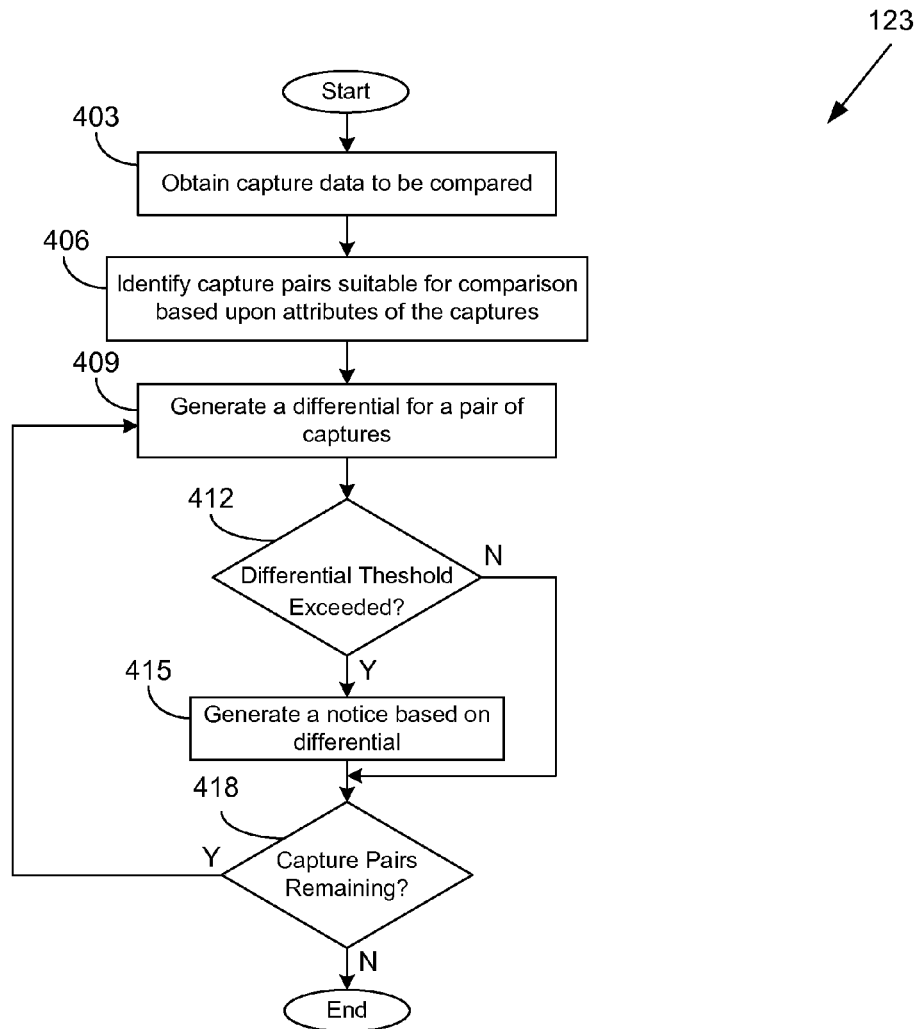 123
Start
403
Obtain capture data to be compared
406
Identify capture pairs suitable for comparison
based upon attributes of the captures
409
Generate a differential for a pair of
captures
412
N
Differential Theshold
Exceeded?
Y
415
Generate a notice based on
differential
418
Y
Capture Pairs
Remaining?
N
End